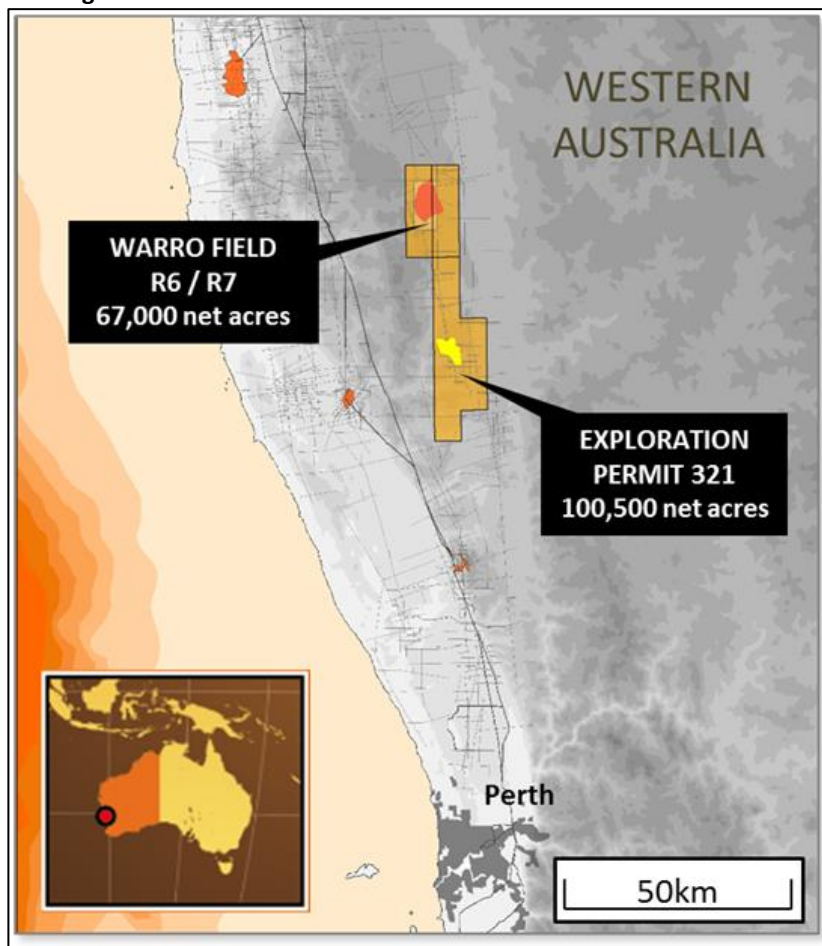 WESTERN
AUSTRALIA
WARRO FIELD
R6 / R7
67,000 net acres
EXPLORATION
PERMIT 321
100,500 net acres
Perth
50km